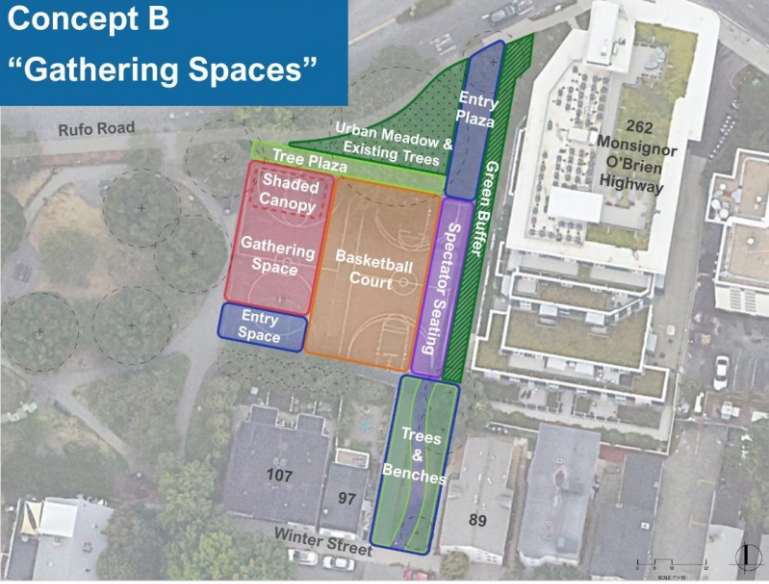 Concept B
“Gathering Spaces”
Rufo Road
Entry
Plaza
Urban Meadow &
Existing Trees
262
Monsignor
O'Brien
Highway
Tree Plaza
Green Buffer
Shaded
Canopy
Gathering
Space
Basketball
Court
Spectator Seating
Entry
Space
Trees
&
Benches
107
97
89
Winter Street